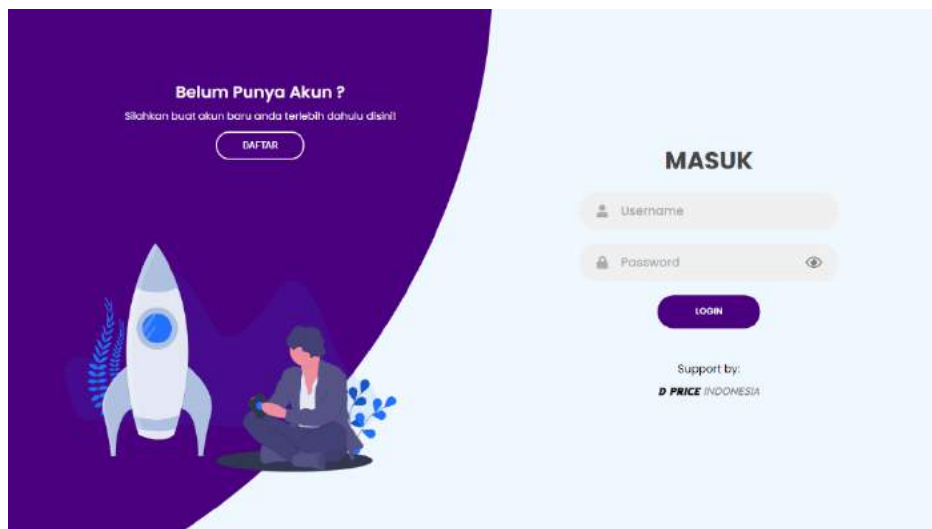 Belum Punya Akun ?
Silahkan buat akun baru anda terlebih dahulu disini!
DAFTAR
MASUK
Username
Password
LOGIN
Support by:
D PRICE INDONESIA